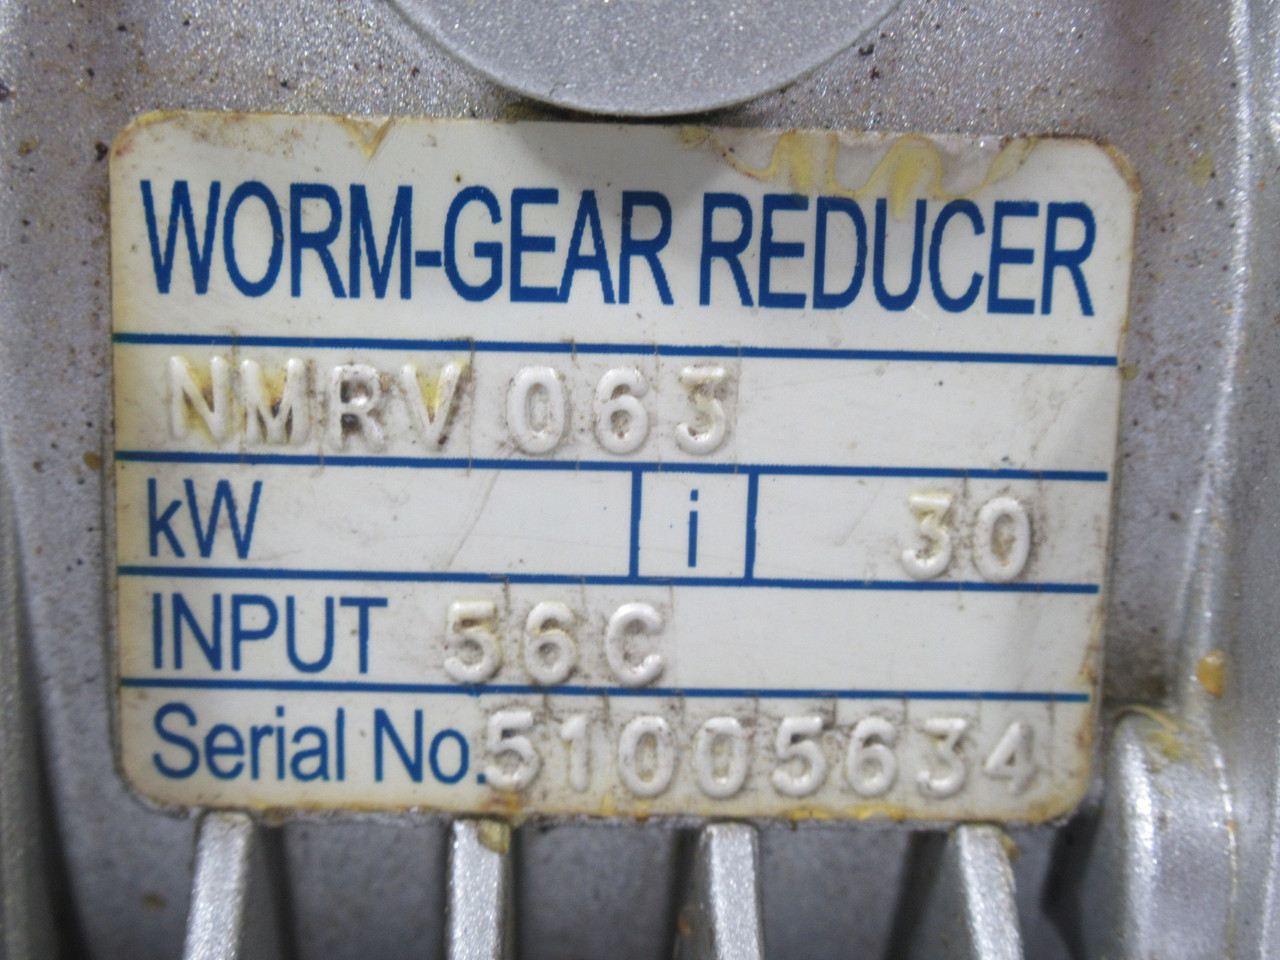 WORM-GEAR REDUCER
NMRV 063
kW i 30
INPUT 56C
Serial No. 51005634